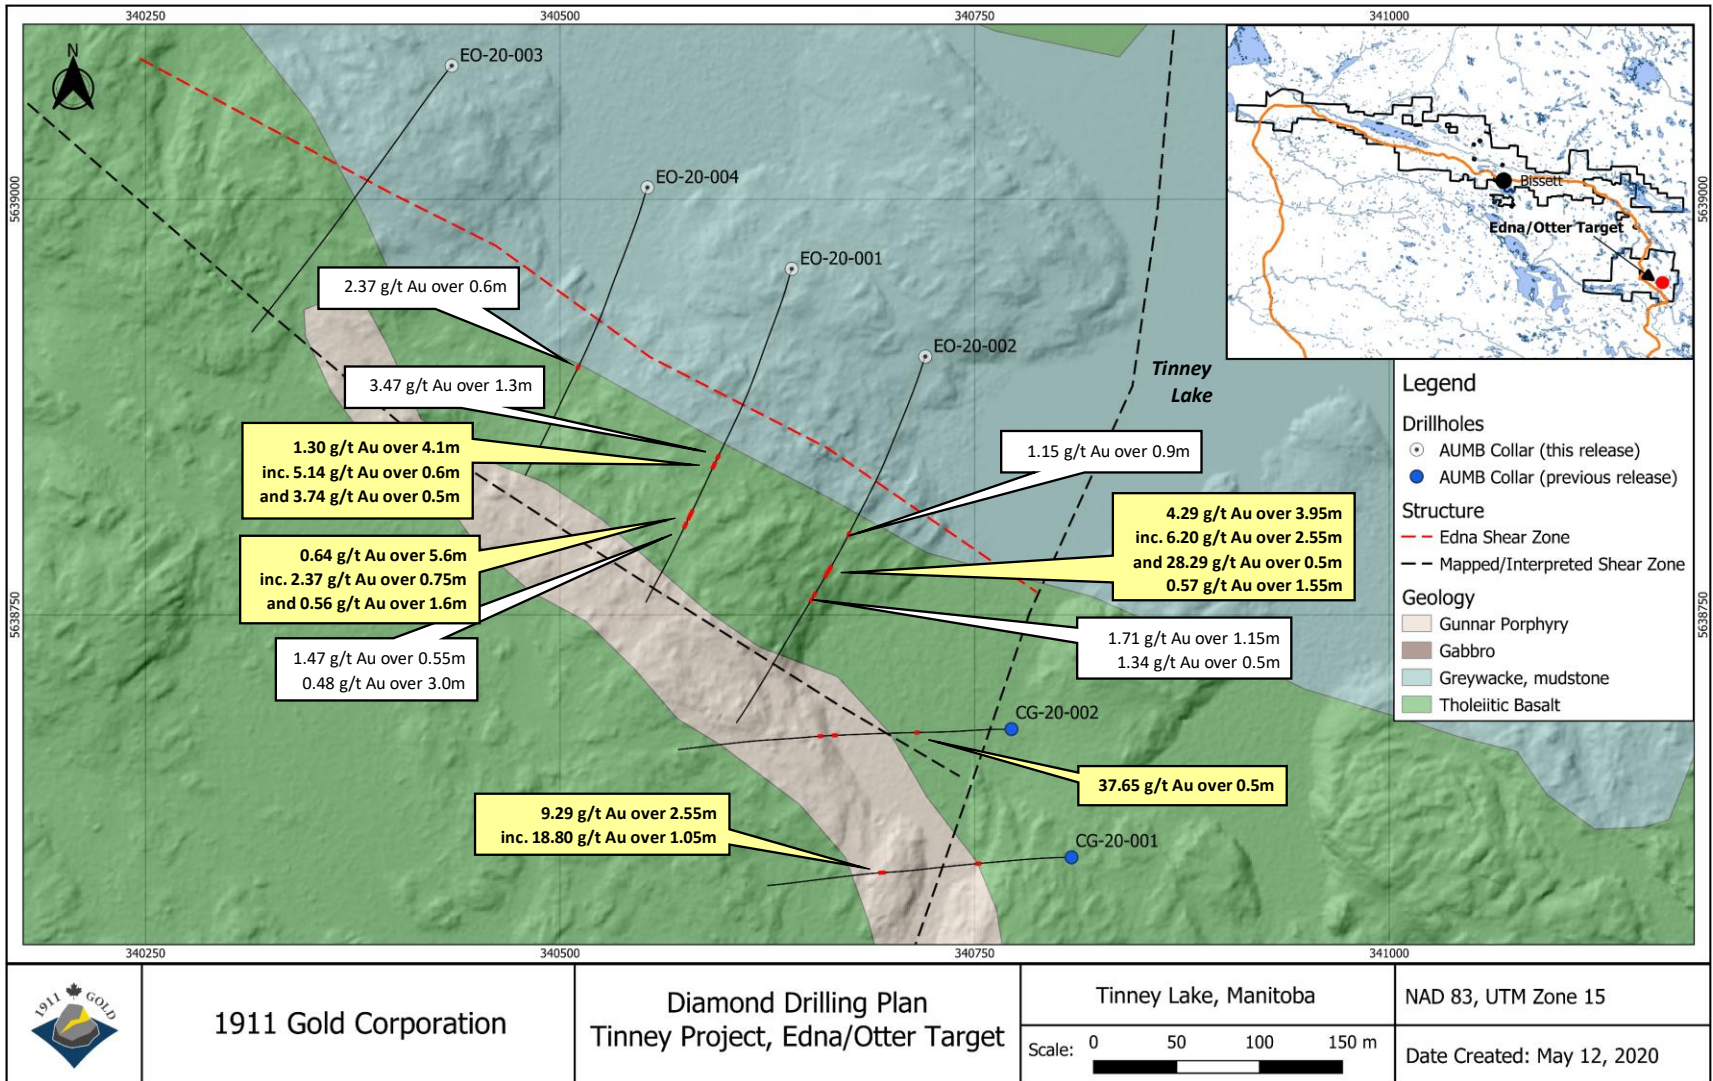 340250
340500
340750
341000
N
EO-20-003
EO-20-004
EO-20-001
EO-20-002
5639000
5639000
Bissett
Edna/Otter Target
2.37 g/t Au over 0.6m
3.47 g/t Au over 1.3m
1.30 g/t Au over 4.1m
inc. 5.14 g/t Au over 0.6m
and 3.74 g/t Au over 0.5m
0.64 g/t Au over 5.6m
inc. 2.37 g/t Au over 0.75m
and 0.56 g/t Au over 1.6m
1.47 g/t Au over 0.55m
0.48 g/t Au over 3.0m
Tinney
Lake
1.15 g/t Au over 0.9m
4.29 g/t Au over 3.95m
inc. 6.20 g/t Au over 2.55m
and 28.29 g/t Au over 0.5m
0.57 g/t Au over 1.55m
1.71 g/t Au over 1.15m
1.34 g/t Au over 0.5m
5638750
5638750
CG-20-002
37.65 g/t Au over 0.5m
9.29 g/t Au over 2.55m
inc. 18.80 g/t Au over 1.05m
CG-20-001
Legend
Drillholes
AUMB Collar (this release)
AUMB Collar (previous release)
Structure
Edna Shear Zone
Mapped/Interpreted Shear Zone
Geology
Gunnar Porphyry
Gabbro
Greywacke, mudstone
Tholeiitic Basalt
340250
340500
340750
341000
1911 GOLD
1911 Gold Corporation
Diamond Drilling Plan
Tinney Project, Edna/Otter Target
Tinney Lake, Manitoba
Scale: 0 50 100 150 m
NAD 83, UTM Zone 15
Date Created: May 12, 2020